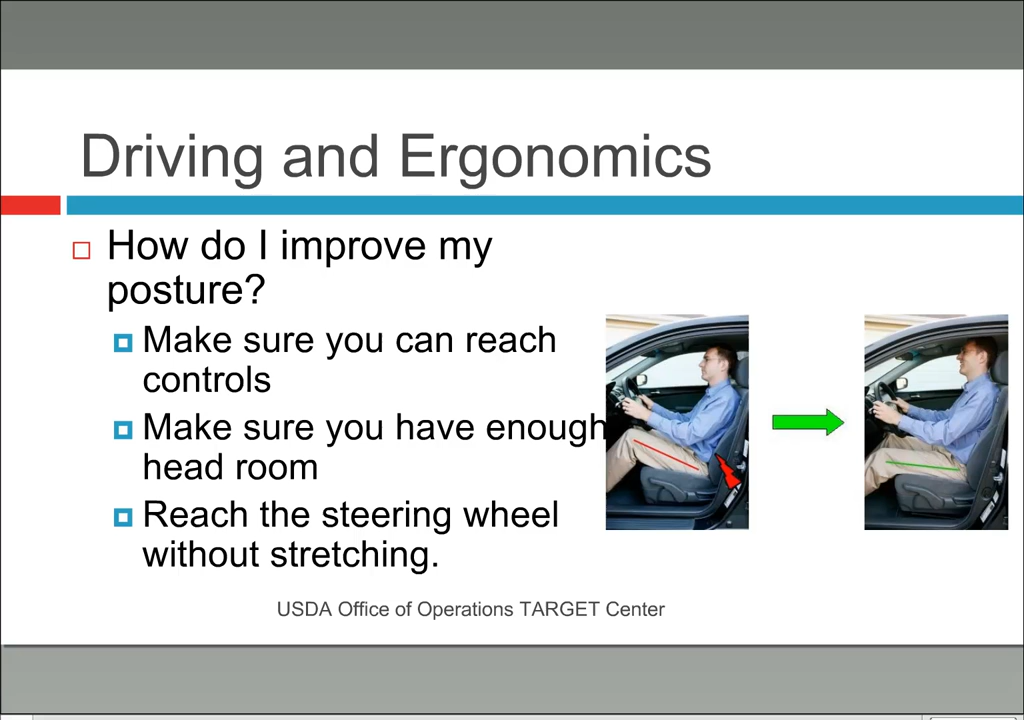 Driving and Ergonomics
How do I improve my
posture?
Make sure you can reach
controls
Make sure you have enough
head room
Reach the steering wheel
without stretching.
USDA Office of Operations TARGET Center